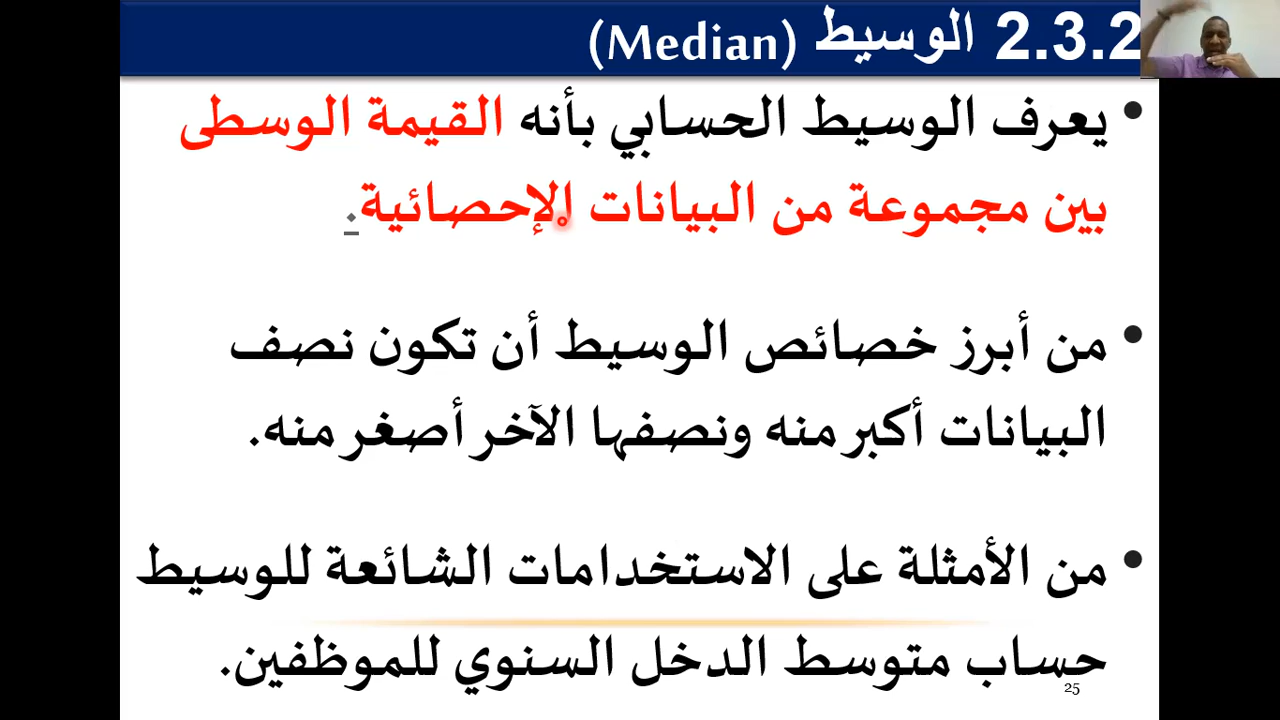 2.3.2 الوسيط (Median)
• يعرف الوسيط الحسابي بأنه القيمة الوسطى
بين مجموعة من البيانات الإحصائية.
• من أبرز خصائص الوسيط أن تكون نصف
البيانات أكبر منه ونصفها الآخر أصغر منه.
• من الأمثلة على الاستخدامات الشائعة للوسيط
حساب متوسط الدخل السنوي للموظفين.
25